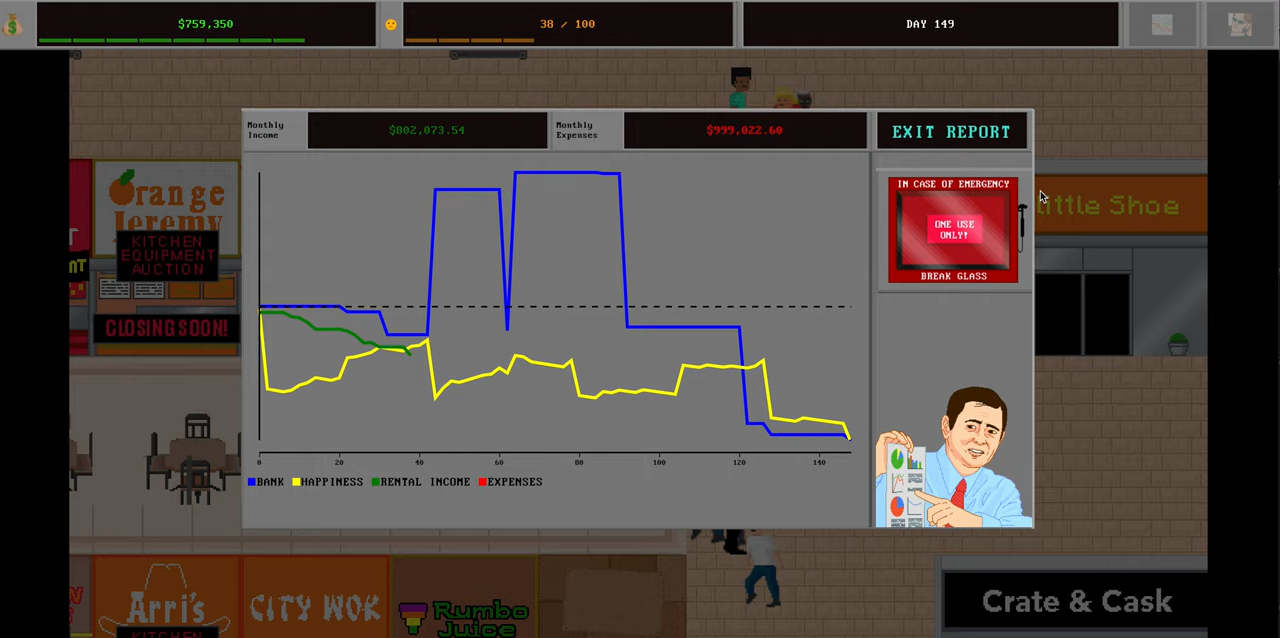 $759,350
38 / 100
DAY 149
Monthly
Income
$802,073.54
Monthly
Expenses
$999,022.60
EXIT REPORT
IN CASE OF EMERGENCY
ONE USE
ONLY!
BREAK GLASS
Orange
Jeremy
KITCHEN
EQUIPMENT
AUCTION
CLOSING SOON!
Little Shoe
0 20 40 60 80 100 120 140
BANK HAPPINESS RENTAL INCOME EXPENSES
Arri's
KITCHEN
CITY WOK
Rumbo
Juice
Crate & Cask